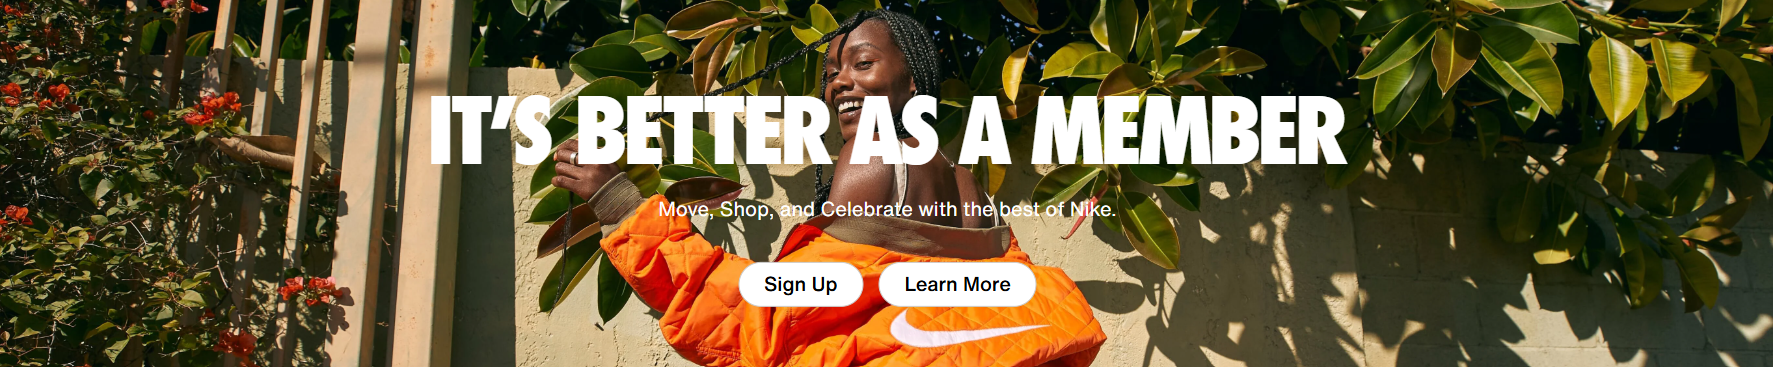 IT'S BETTER AS A MEMBER
Move, Shop, and Celebrate with the best of Nike.
Sign Up
Learn More